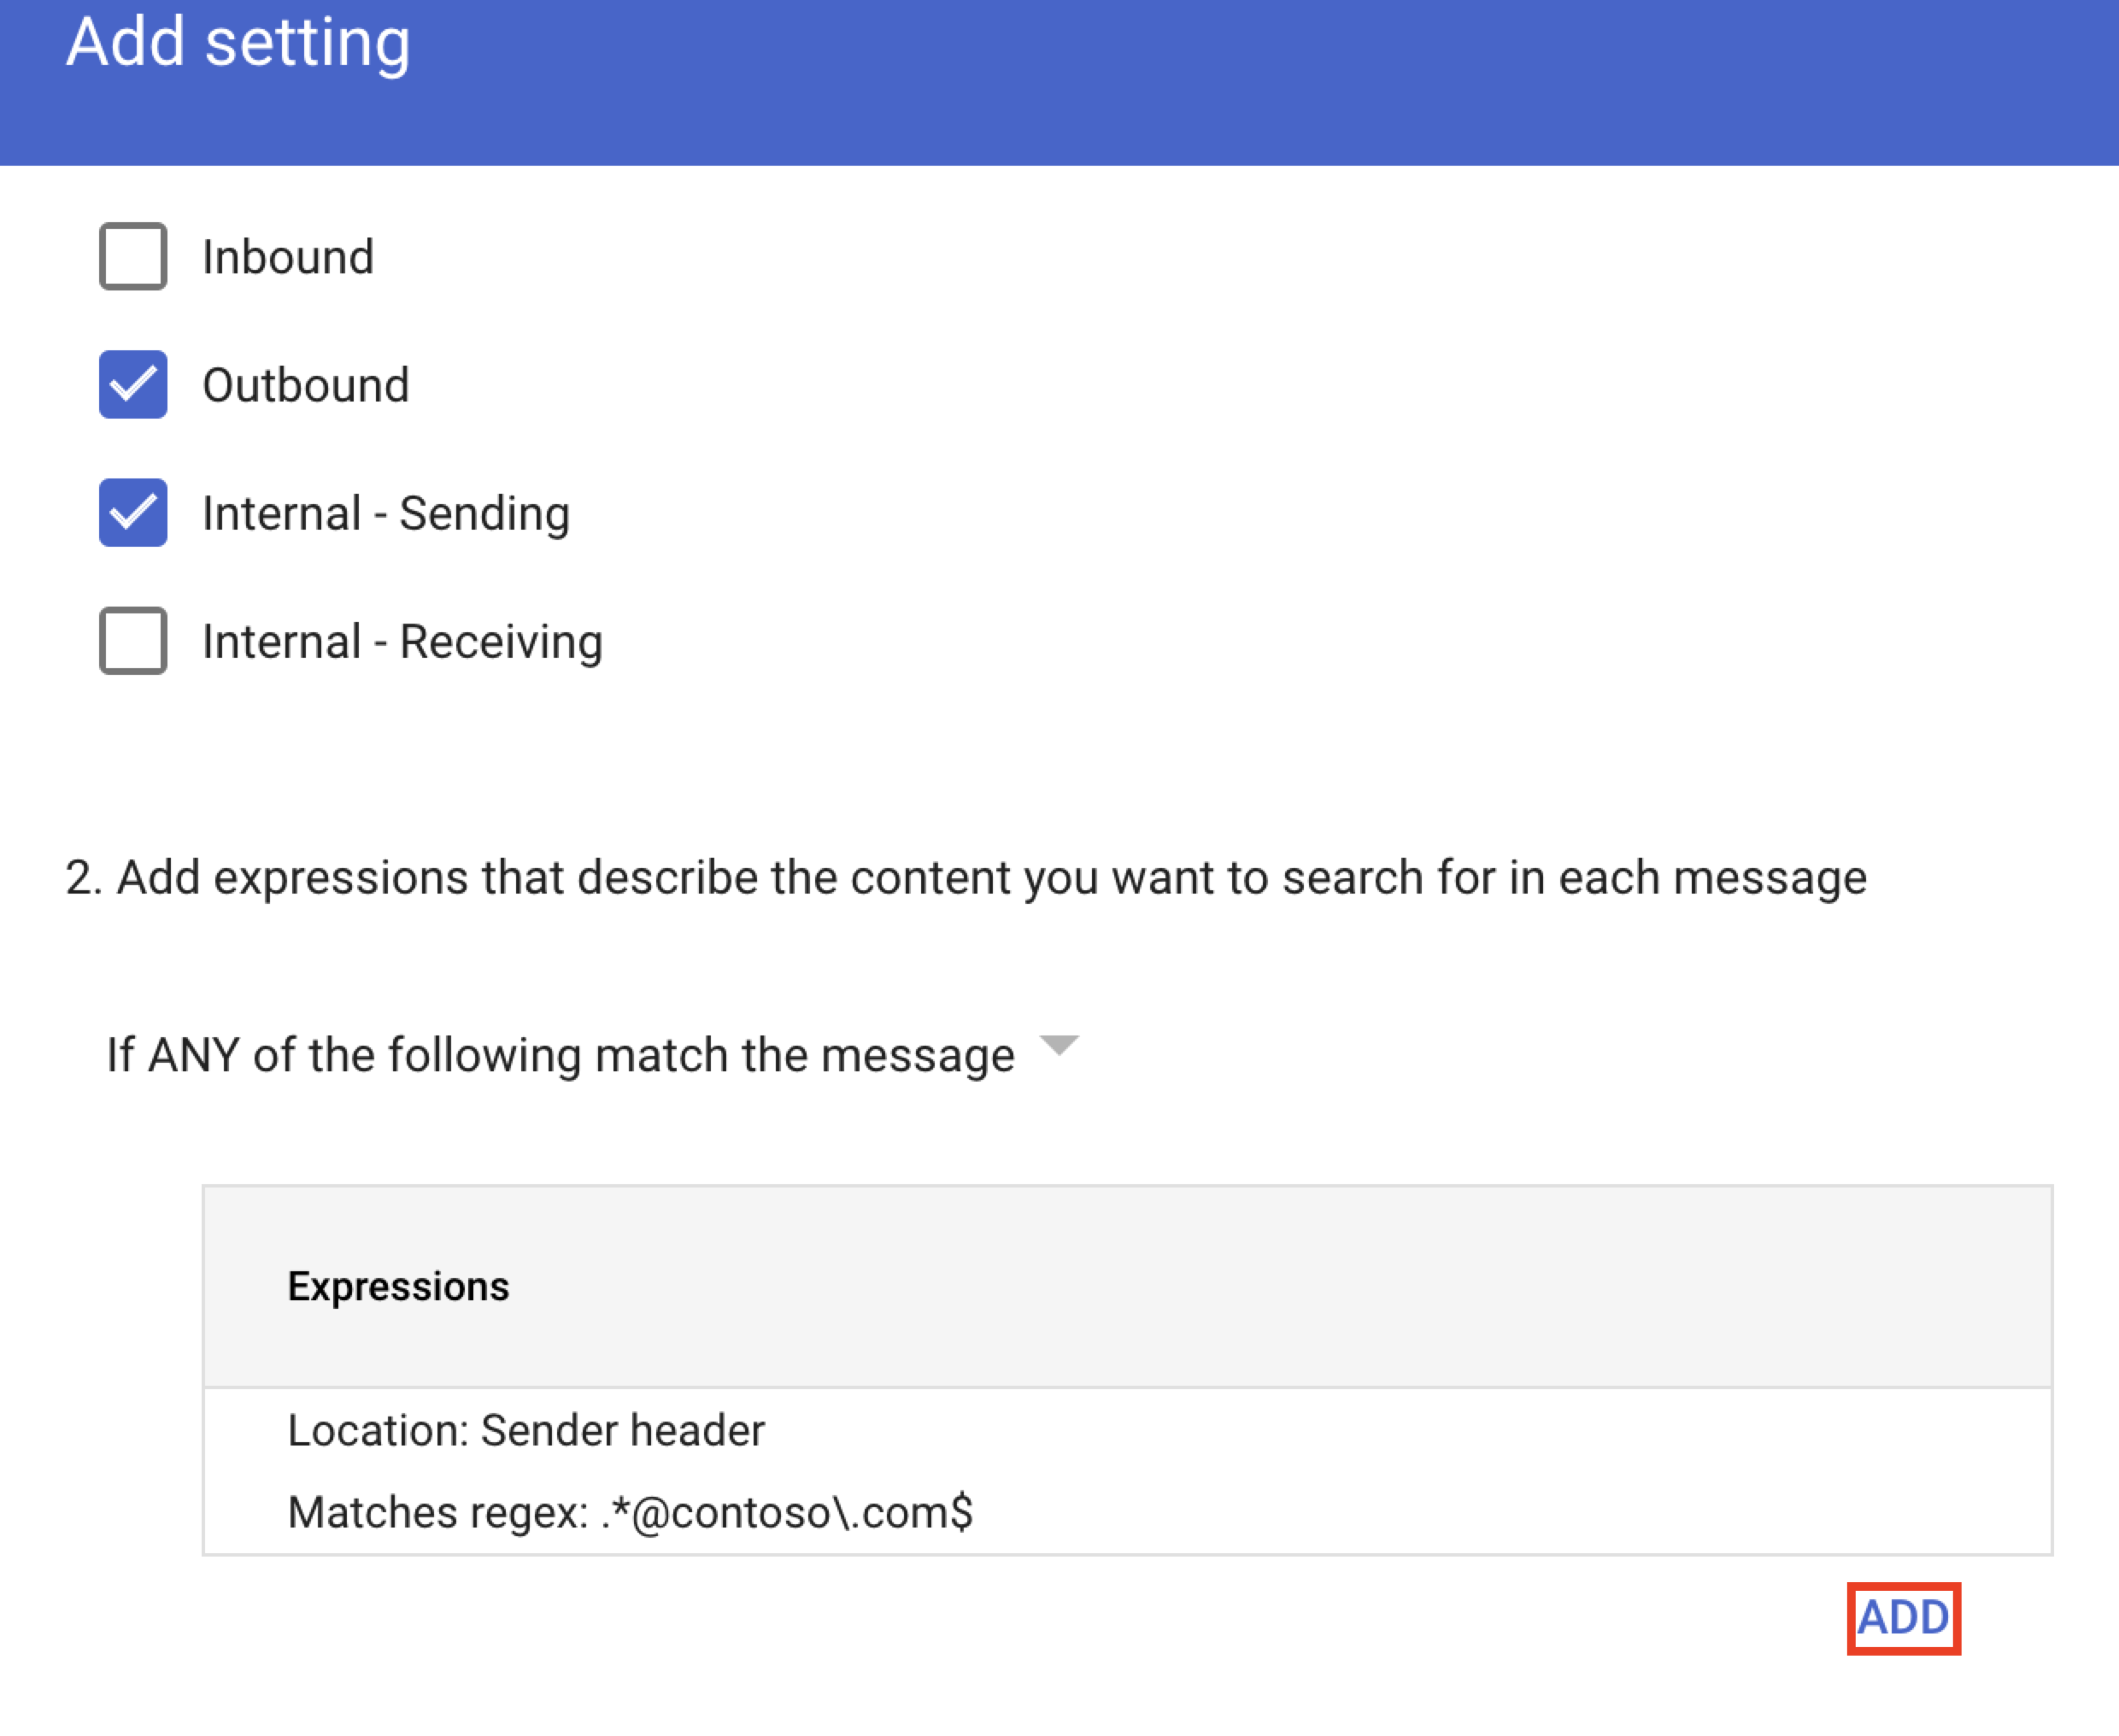 Add setting
Inbound
Outbound
Internal - Sending
Internal - Receiving
2. Add expressions that describe the content you want to search for in each message
If ANY of the following match the message
Expressions
Location: Sender header
Matches regex: .*@contoso\.com$
ADD